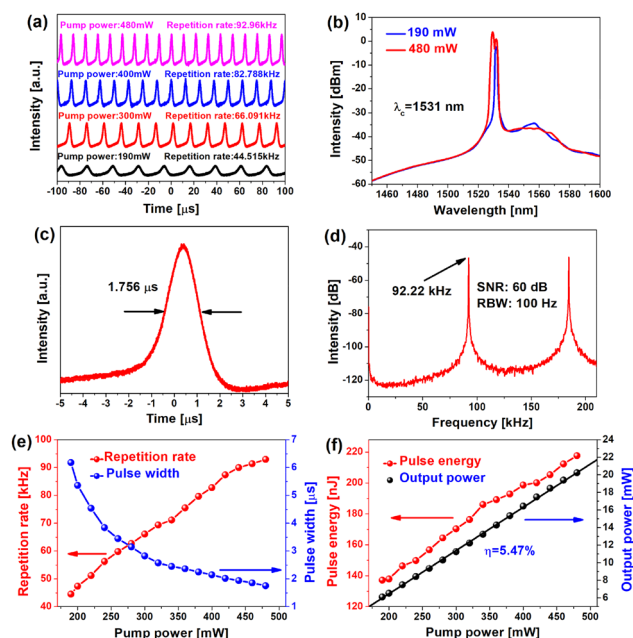 (a)
Pump power:480mW Repetition rate:92.96kHz
Pump power:400mW Repetition rate:82.788kHz
Pump power:300mW Repetition rate:66.091kHz
Pump power:190mW Repetition rate:44.515kHz
Intensity [a.u.]
-100 -80 -60 -40 -20 0 20 40 60 80 100
Time [μs]
(b)
190 mW
480 mW
λc=1531 nm
Intensity [dBm]
10
0
-10
-20
-30
-40
-50
-60
1460 1480 1500 1520 1540 1560 1580 1600
Wavelength [nm]
(c)
1.756 μs
Intensity [a.u.]
-5 -4 -3 -2 -1 0 1 2 3 4 5
Time [μs]
(d)
92.22 kHz
SNR: 60 dB
RBW: 100 Hz
Intensity [dB]
-40
-60
-80
-100
-120
0 50 100 150 200
Frequency [kHz]
(e)
Repetition rate
Pulse width
Repetition rate [kHz]
100
90
80
70
60
50
40
Pulse width [μs]
7
6
5
4
3
2
1
200 250 300 350 400 450 500
Pump power [mW]
(f)
Pulse energy
Output power
η=5.47%
Pulse energy [nJ]
220
200
180
160
140
120
Output power [mW]
24
22
20
18
16
14
12
10
8
6
200 250 300 350 400 450 500
Pump power [mW]